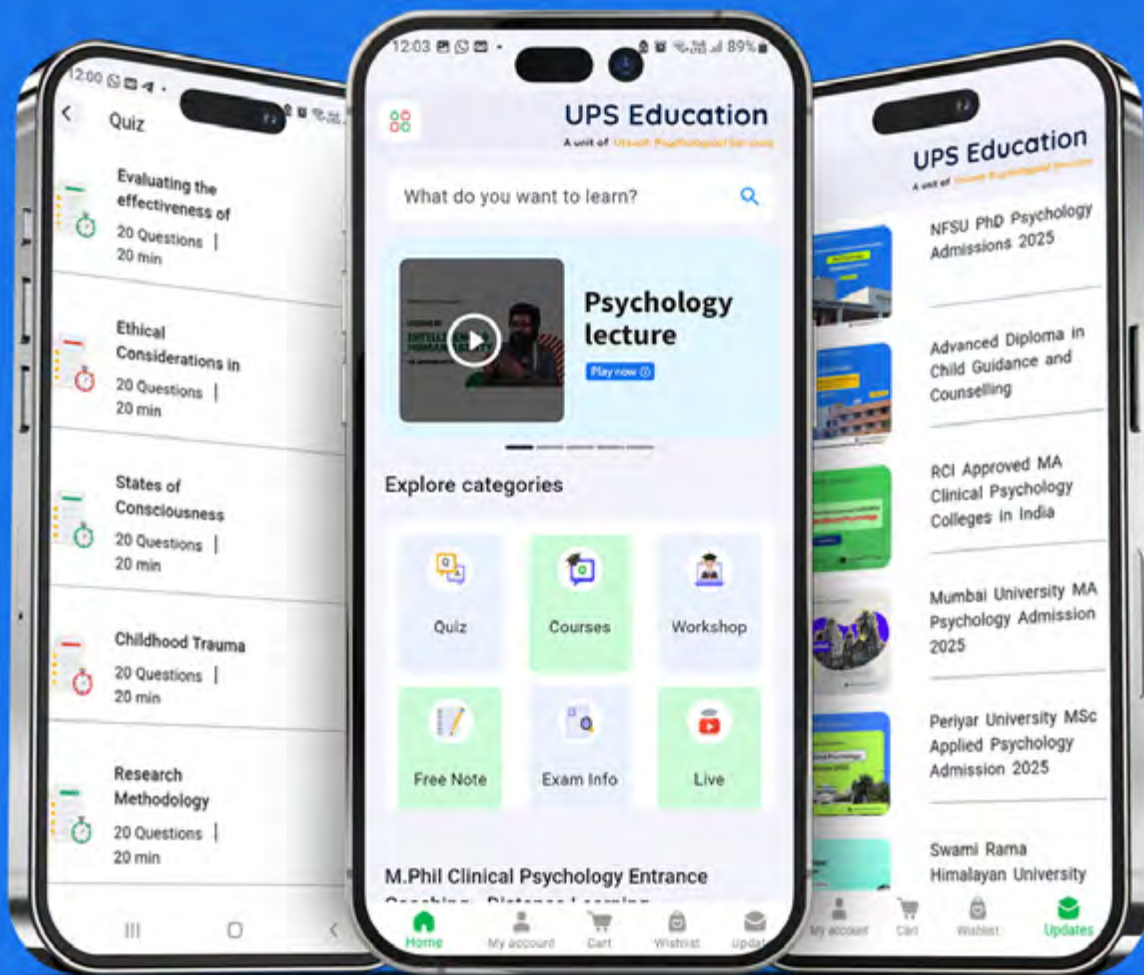 12:00
Quiz
Evaluating the
effectiveness of
20 Questions |
20 min
Ethical
Considerations in
20 Questions |
20 min
States of
Consciousness
20 Questions |
20 min
Childhood Trauma
20 Questions |
20 min
Research
Methodology
20 Questions |
20 min
12:03
89%
UPS Education
A unit of Utkarsh Psychological Services
What do you want to learn?
Psychology
lecture
Play now
Explore categories
Quiz
Courses
Workshop
Free Note
Exam Info
Live
M.Phil Clinical Psychology Entrance
Home
My account
Cart
Wishlist
Updat
UPS Education
A unit of
NFSU PhD Psychology
Admissions 2025
Advanced Diploma in
Child Guidance and
Counselling
RCI Approved MA
Clinical Psychology
Colleges in India
Mumbai University MA
Psychology Admission
2025
Periyar University MSc
Applied Psychology
Admission 2025
Swami Rama
Himalayan University
My account
Cart
Wishlist
Updates